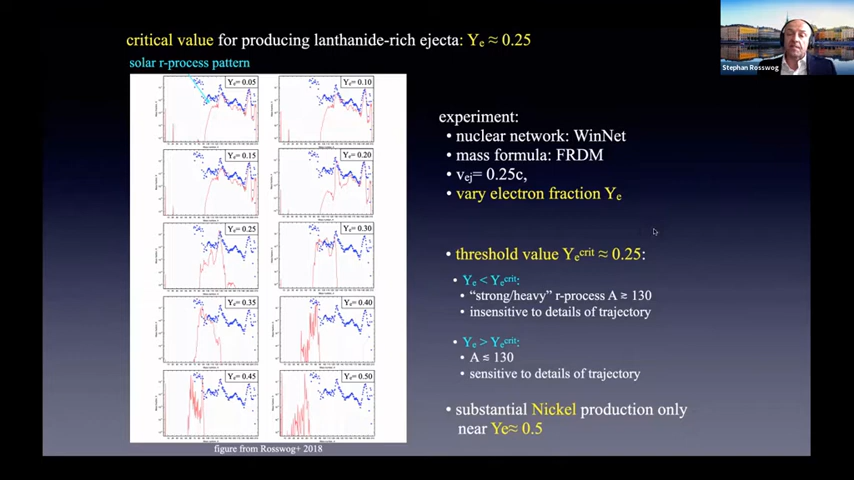 critical value for producing lanthanide-rich ejecta: Ye ≈ 0.25
Stephan Rosswog
solar r-process pattern
Ye= 0.05
Ye= 0.10
Ye= 0.15
Ye= 0.20
Ye= 0.25
Ye= 0.30
Ye= 0.35
Ye= 0.40
Ye= 0.45
Ye= 0.50
figure from Rosswog+ 2018
experiment:
• nuclear network: WinNet
• mass formula: FRDM
• vej= 0.25c,
• vary electron fraction Ye
• threshold value Yecrit ≈ 0.25:
• Ye < Yecrit:
• “strong/heavy” r-process A ≳ 130
• insensitive to details of trajectory
• Ye > Yecrit:
• A ≲ 130
• sensitive to details of trajectory
• substantial Nickel production only
near Ye≈ 0.5